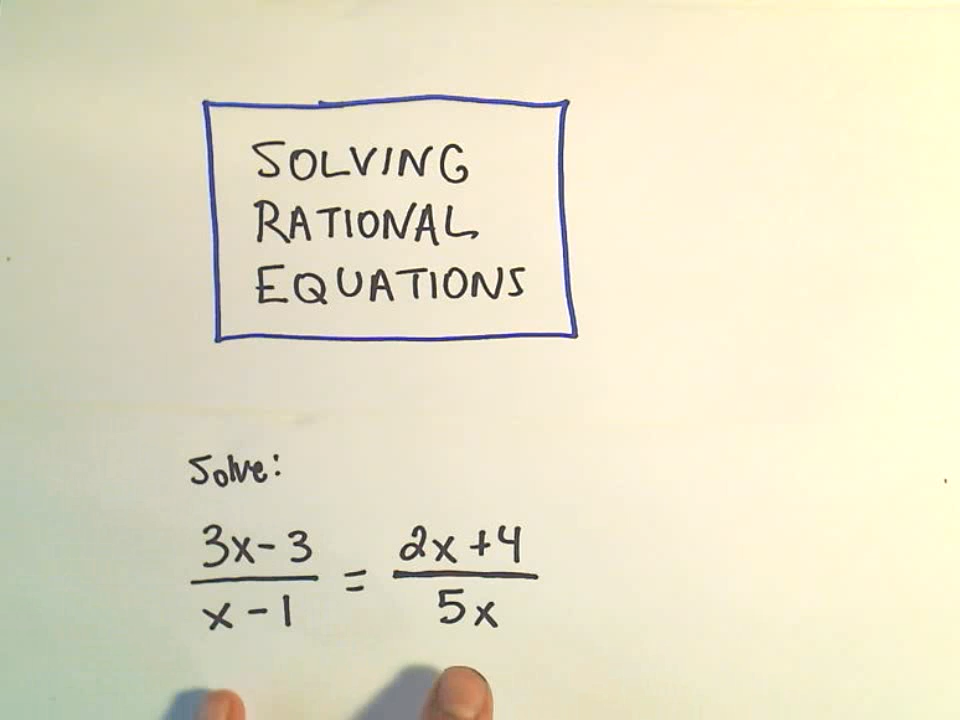 SOLVING
RATIONAL
EQUATIONS
Solve:
3x-3 / x-1 = 2x+4 / 5x